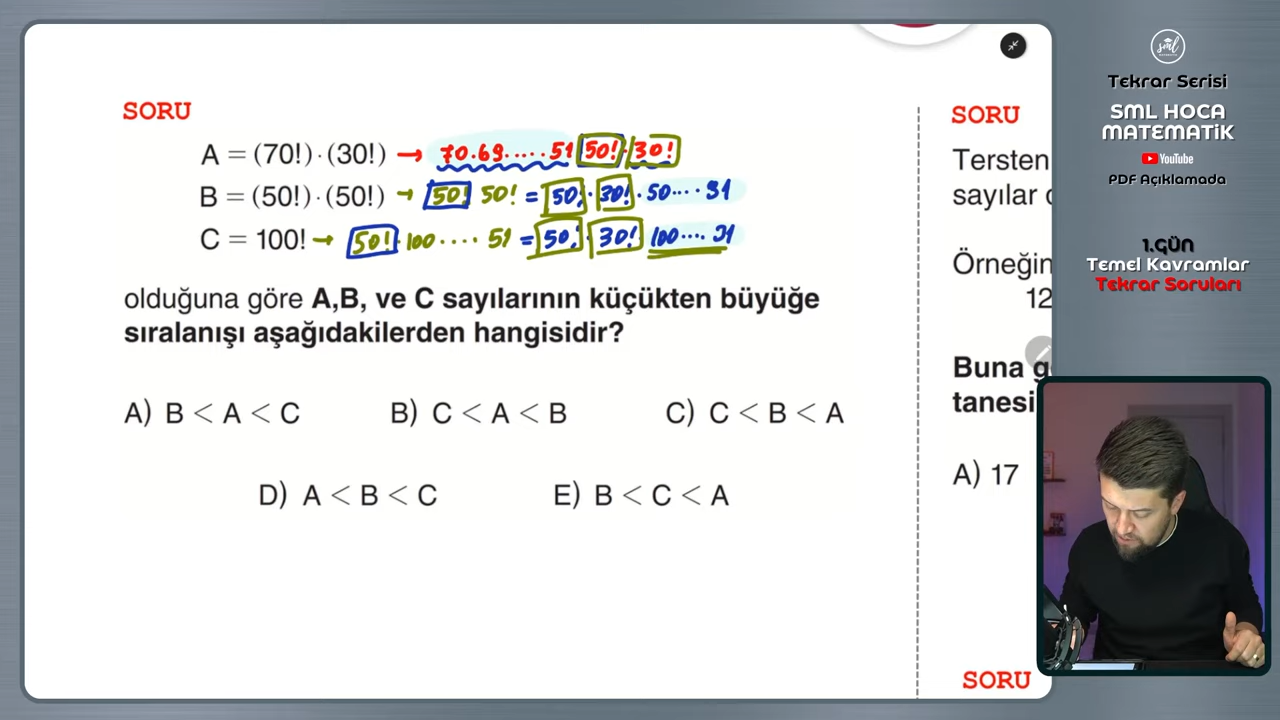 SORU
A = (70!) · (30!) → 70.69.....51 50! · 30!
B = (50!) · (50!) → 50! 50! = 50! · 30! · 50.... 31
C = 100! → 50! · 100 .... 51 = 50! · 30! 100.... 31
olduğuna göre A,B, ve C sayılarının küçükten büyüğe
sıralanışı aşağıdakilerden hangisidir?
A) B < A < C
B) C < A < B
C) C < B < A
D) A < B < C
E) B < C < A
SORU
Tersten
sayılar
Örneğin
12
Buna
tanesi
A) 17
SORU
sml
Tekrar Serisi
SML HOCA
MATEMATİK
YouTube
PDF Açıklamada
1.GÜN
Temel Kavramlar
Tekrar Soruları